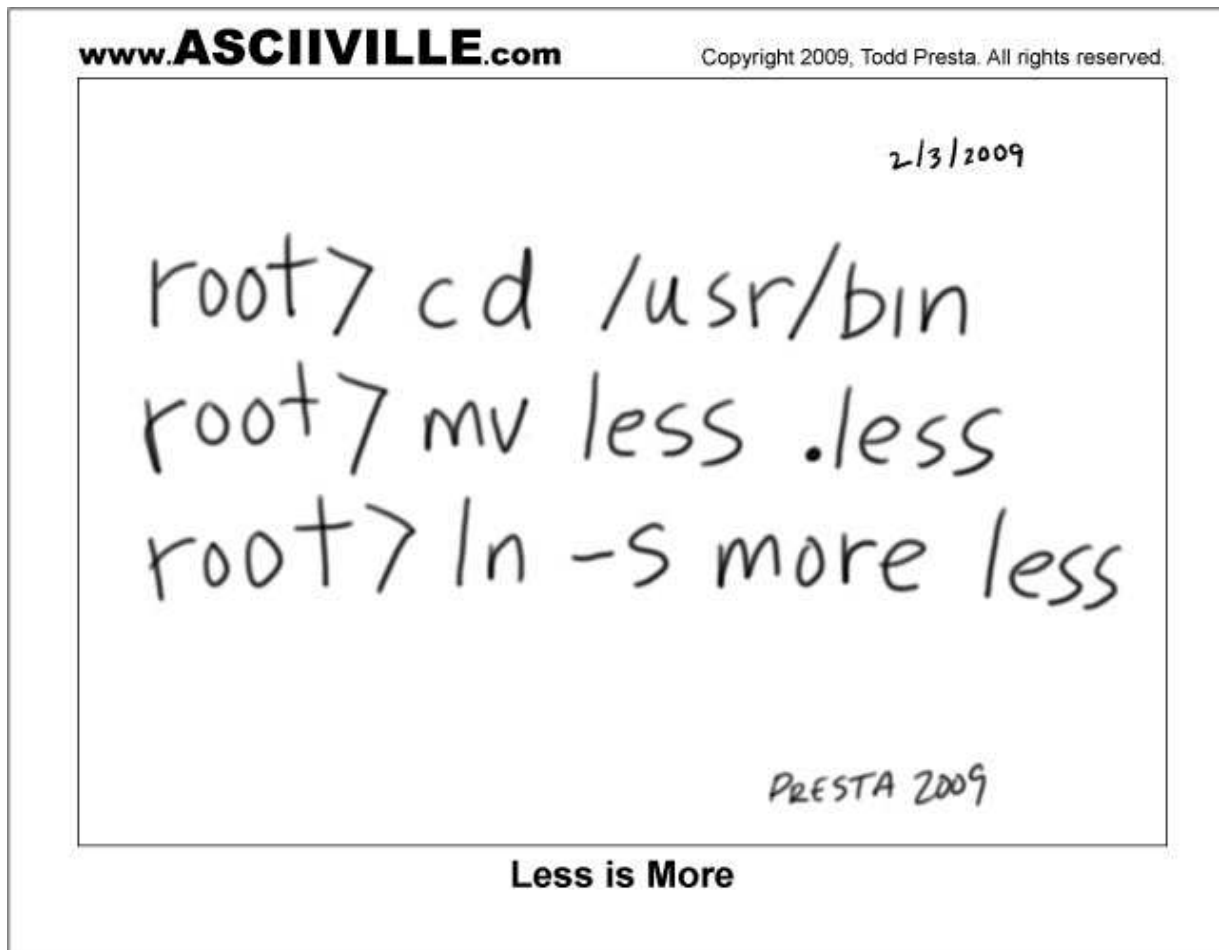 www.ASCIIVILLE.com Copyright 2009, Todd Presta. All rights reserved.
2/3/2009
root> cd /usr/bin
root> mv less .less
root> ln -s more less
PRESTA 2009
Less is More